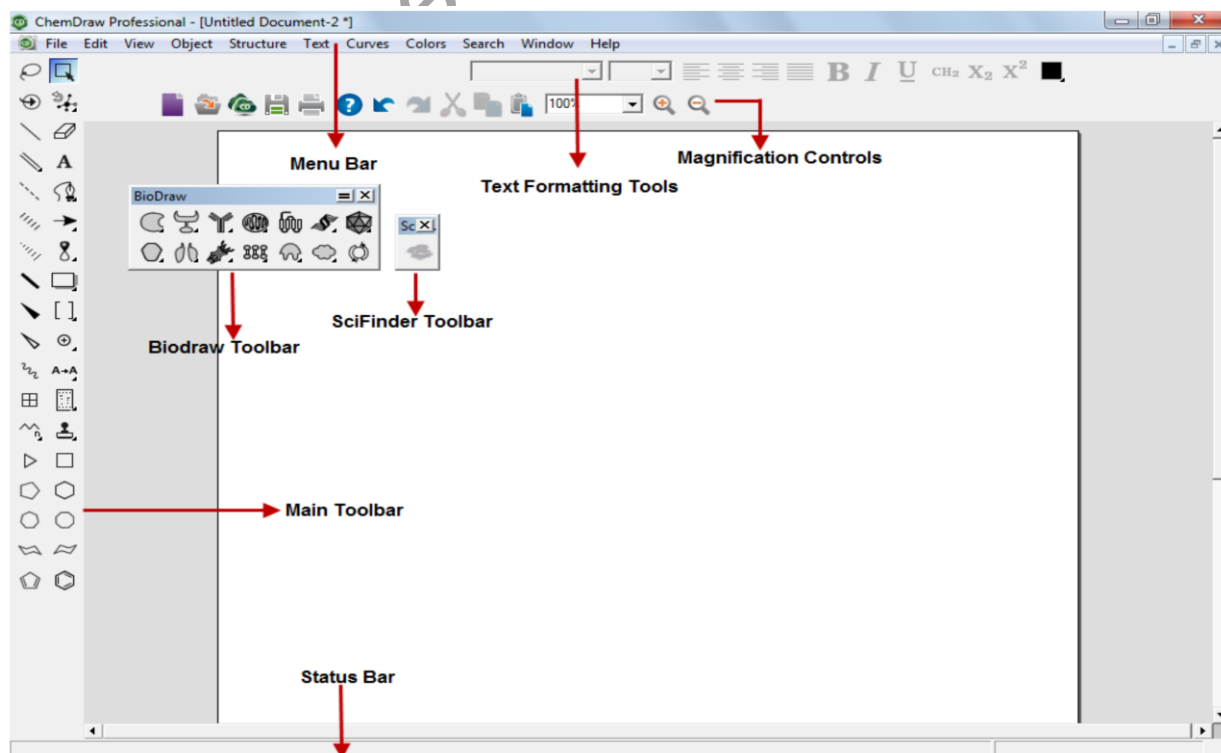 ChemDraw Professional - [Untitled Document-2 *]
File Edit View Object Structure Text Curves Colors Search Window Help
B I U CH₂ X₂ X²
100%
A
Menu Bar
Magnification Controls
Text Formatting Tools
BioDraw
Sc
SciFinder Toolbar
Biodraw Toolbar
A→A
Main Toolbar
Status Bar